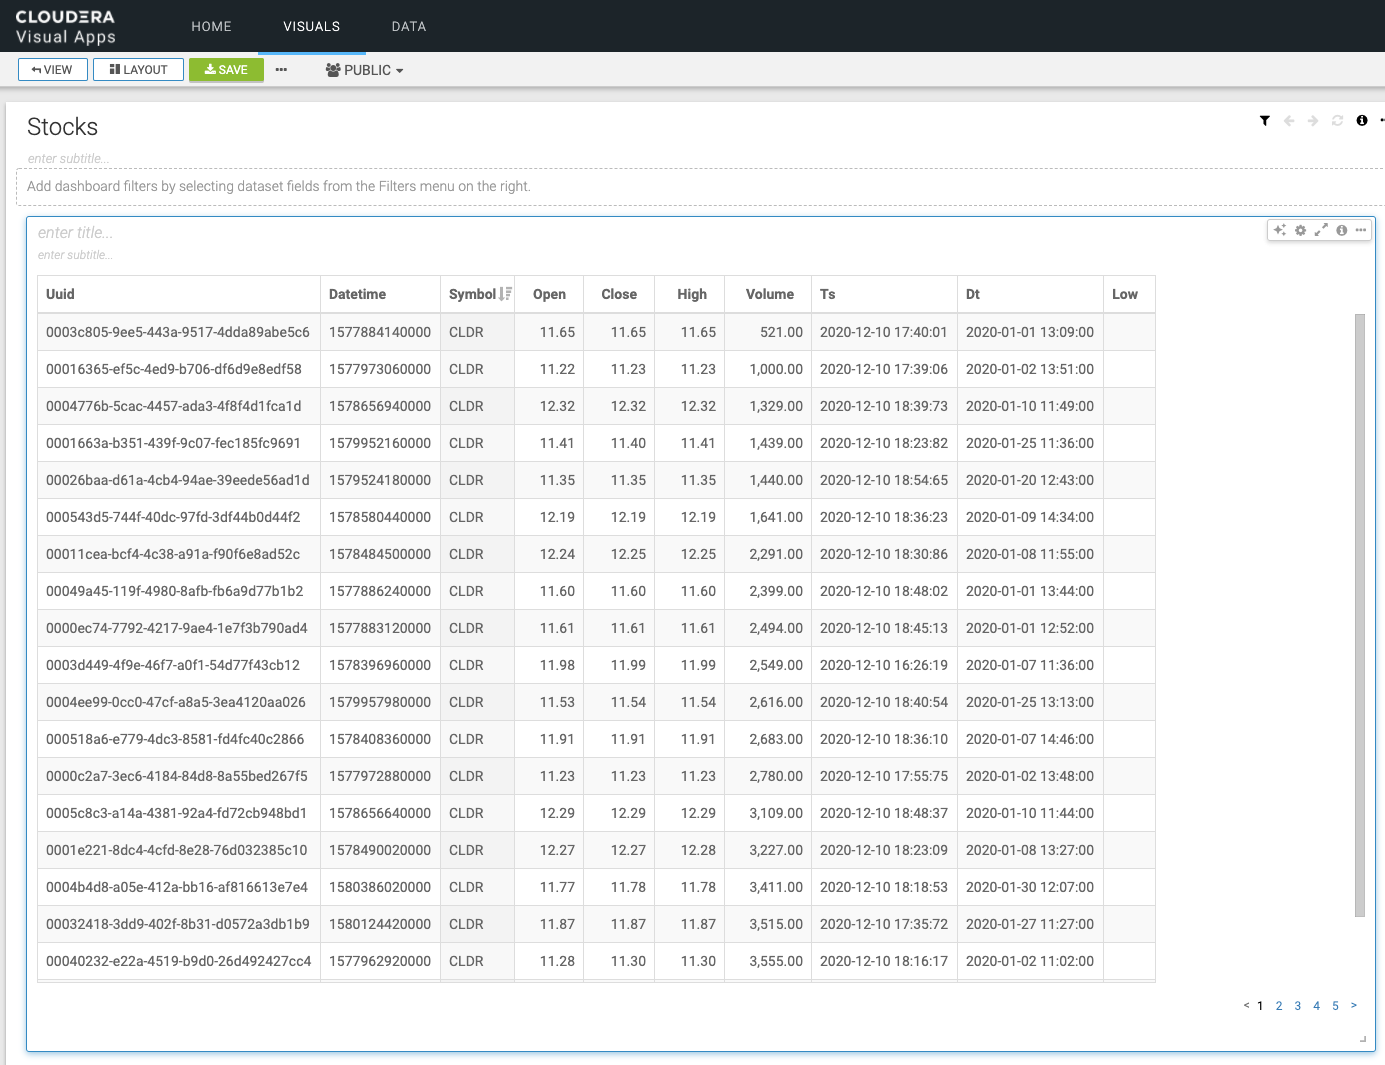 CLOUDERA
Visual Apps
HOME VISUALS DATA
VIEW LAYOUT SAVE ••• PUBLIC
Stocks
enter subtitle...
Add dashboard filters by selecting dataset fields from the Filters menu on the right.
enter title...
enter subtitle...
Uuid Datetime Symbol Open Close High Volume Ts Dt Low
0003c805-9ee5-443a-9517-4dda89abe5c6 1577884140000 CLDR 11.65 11.65 11.65 521.00 2020-12-10 17:40:01 2020-01-01 13:09:00
00016365-ef5c-4ed9-b706-df6d9e8edf58 1577973060000 CLDR 11.22 11.23 11.23 1,000.00 2020-12-10 17:39:06 2020-01-02 13:51:00
0004776b-5cac-4457-ada3-4f8f4d1fca1d 1578656940000 CLDR 12.32 12.32 12.32 1,329.00 2020-12-10 18:39:73 2020-01-10 11:49:00
0001663a-b351-439f-9c07-fec185fc9691 1579952160000 CLDR 11.41 11.40 11.41 1,439.00 2020-12-10 18:23:82 2020-01-25 11:36:00
00026baa-d61a-4cb4-94ae-39eede56ad1d 1579524180000 CLDR 11.35 11.35 11.35 1,440.00 2020-12-10 18:54:65 2020-01-20 12:43:00
000543d5-744f-40dc-97fd-3df44b0d44f2 1578580440000 CLDR 12.19 12.19 12.19 1,641.00 2020-12-10 18:36:23 2020-01-09 14:34:00
00011cea-bcf4-4c38-a91a-f90f6e8ad52c 1578484500000 CLDR 12.24 12.25 12.25 2,291.00 2020-12-10 18:30:86 2020-01-08 11:55:00
00049a45-119f-4980-8afb-fb6a9d77b1b2 1577886240000 CLDR 11.60 11.60 11.60 2,399.00 2020-12-10 18:48:02 2020-01-01 13:44:00
0000ec74-7792-4217-9ae4-1e7f3b790ad4 1577883120000 CLDR 11.61 11.61 11.61 2,494.00 2020-12-10 18:45:13 2020-01-01 12:52:00
0003d449-4f9e-46f7-a0f1-54d77f43cb12 1578396960000 CLDR 11.98 11.99 11.99 2,549.00 2020-12-10 16:26:19 2020-01-07 11:36:00
0004ee99-0cc0-47cf-a8a5-3ea4120aa026 1579957980000 CLDR 11.53 11.54 11.54 2,616.00 2020-12-10 18:40:54 2020-01-25 13:13:00
000518a6-e779-4dc3-8581-fd4fc40c2866 1578408360000 CLDR 11.91 11.91 11.91 2,683.00 2020-12-10 18:36:10 2020-01-07 14:46:00
0000c2a7-3ec6-4184-84d8-8a55bed267f5 1577972880000 CLDR 11.23 11.23 11.23 2,780.00 2020-12-10 17:55:75 2020-01-02 13:48:00
0005c8c3-a14a-4381-92a4-fd72cb948bd1 1578656640000 CLDR 12.29 12.29 12.29 3,109.00 2020-12-10 18:48:37 2020-01-10 11:44:00
0001e221-8dc4-4cfd-8e28-76d032385c10 1578490020000 CLDR 12.27 12.27 12.28 3,227.00 2020-12-10 18:23:09 2020-01-08 13:27:00
0004b4d8-a05e-412a-bb16-af816613e7e4 1580386020000 CLDR 11.77 11.78 11.78 3,411.00 2020-12-10 18:18:53 2020-01-30 12:07:00
00032418-3dd9-402f-8b31-d0572a3db1b9 1580124420000 CLDR 11.87 11.87 11.87 3,515.00 2020-12-10 17:35:72 2020-01-27 11:27:00
00040232-e22a-4519-b9d0-26d492427cc4 1577962920000 CLDR 11.28 11.30 11.30 3,555.00 2020-12-10 18:16:17 2020-01-02 11:02:00
< 1 2 3 4 5 >